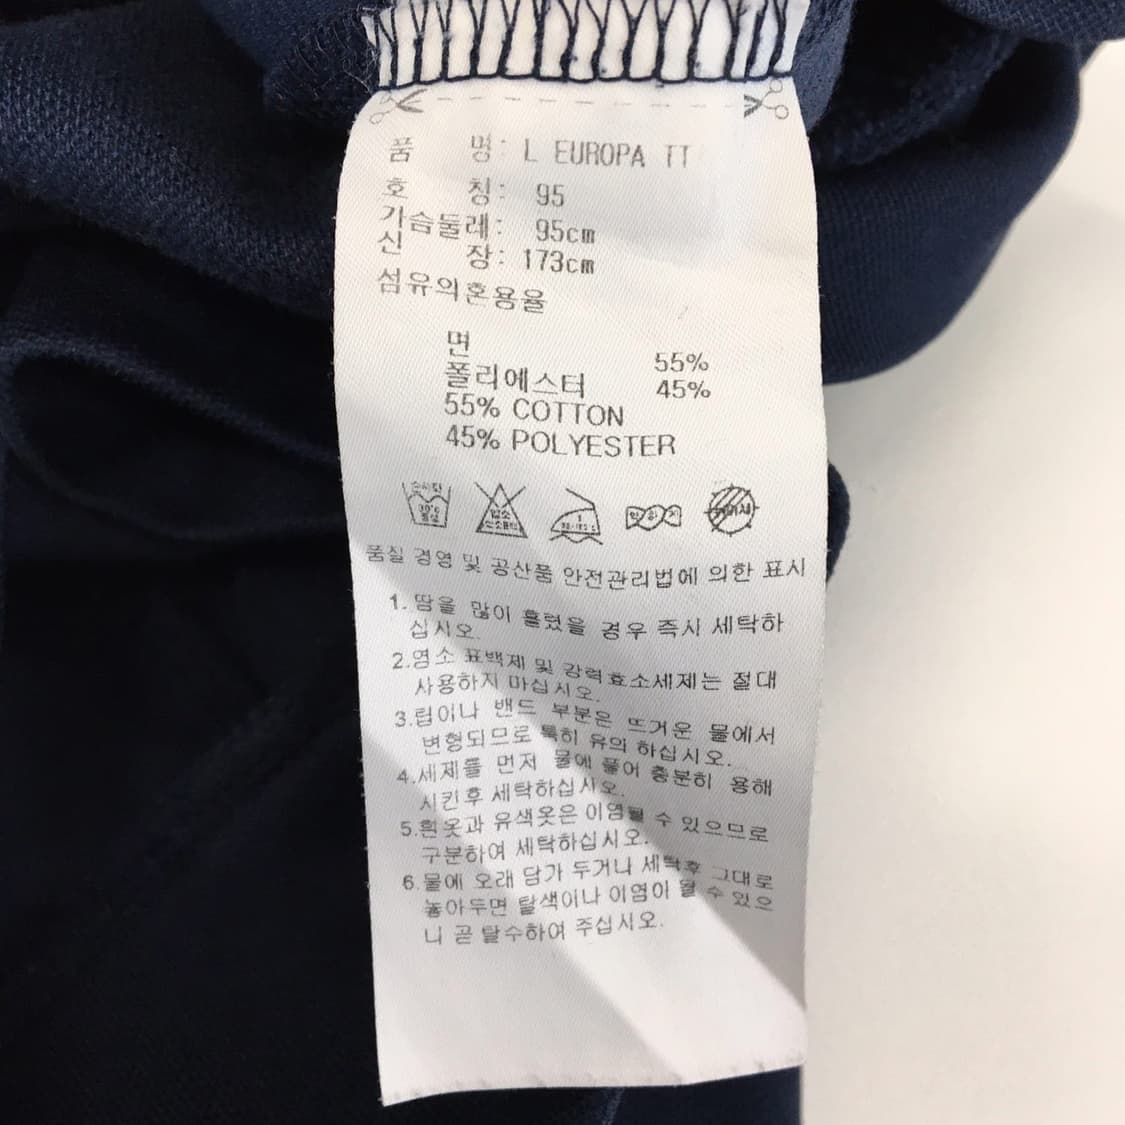 품 명: L EUROPA TT
호 칭: 95
가슴둘레: 95cm
신 장: 173cm
섬유의혼용율
면 55%
폴리에스터 45%
55% COTTON
45% POLYESTER
품질 경영 및 공산품 안전관리법에 의한 표시
1. 땀을 많이 흘렸을 경우 즉시 세탁하
십시오.
2.염소 표백제 및 강력효소세제는 절대
사용하지 마십시오.
3.립이나 밴드 부분은 뜨거운 물에서
변형되므로 특히 유의 하십시오.
4.세제를 먼저 물에 풀어 충분히 용해
시킨후 세탁하십시오.
5.흰옷과 유색옷은 이염될 수 있으므로
구분하여 세탁하십시오.
6.물에 오래 담가 두거나 세탁후 그대로
놓아두면 탈색이나 이염이 될 수 있으
니 곧 탈수하여 주십시오.